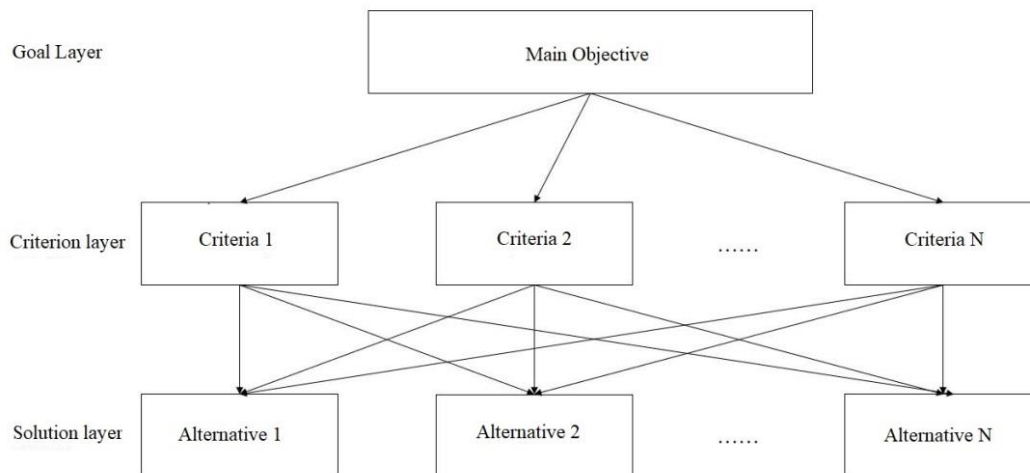 Goal Layer
Main Objective
Criterion layer
Criteria 1
Criteria 2
……
Criteria N
Solution layer
Alternative 1
Alternative 2
……
Alternative N